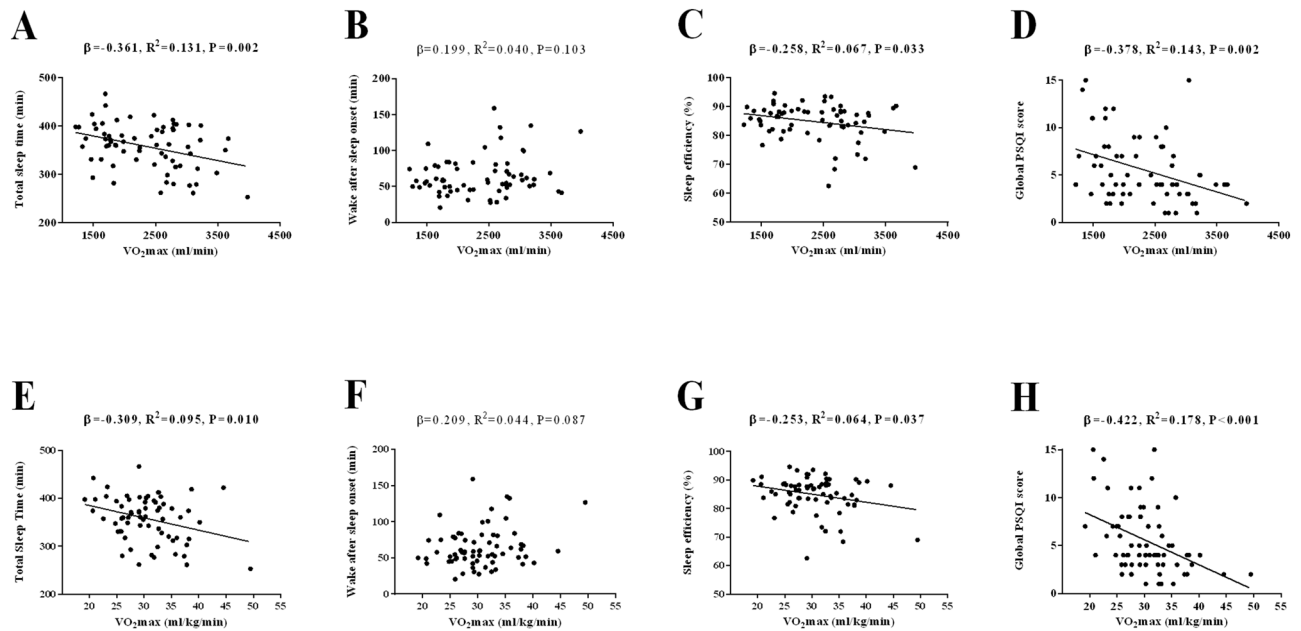 A
β=-0.361, R²=0.131, P=0.002
Total sleep time (min)
500
400
300
200
1500
2500
3500
4500
VO₂max (ml/min)
B
β=0.199, R²=0.040, P=0.103
Wake after sleep onset (min)
200
150
100
50
0
1500
2500
3500
4500
VO₂max (ml/min)
C
β=-0.258, R²=0.067, P=0.033
Sleep efficiency (%)
100
90
80
70
60
50
1500
2500
3500
4500
VO₂max (ml/min)
D
β=-0.378, R²=0.143, P=0.002
Global PSQI score
15
10
5
0
1500
2500
3500
4500
VO₂max (ml/min)
E
β=-0.309, R²=0.095, P=0.010
Total Sleep Time (min)
500
400
300
200
20
25
30
35
40
45
50
55
VO₂max (ml/kg/min)
F
β=0.209, R²=0.044, P=0.087
Wake after sleep onset (min)
200
150
100
50
0
20
25
30
35
40
45
50
55
VO₂max (ml/kg/min)
G
β=-0.253, R²=0.064, P=0.037
Sleep efficiency (%)
100
90
80
70
60
50
20
25
30
35
40
45
50
55
VO₂max (ml/kg/min)
H
β=-0.422, R²=0.178, P<0.001
Global PSQI score
15
10
5
0
20
25
30
35
40
45
50
55
VO₂max (ml/kg/min)